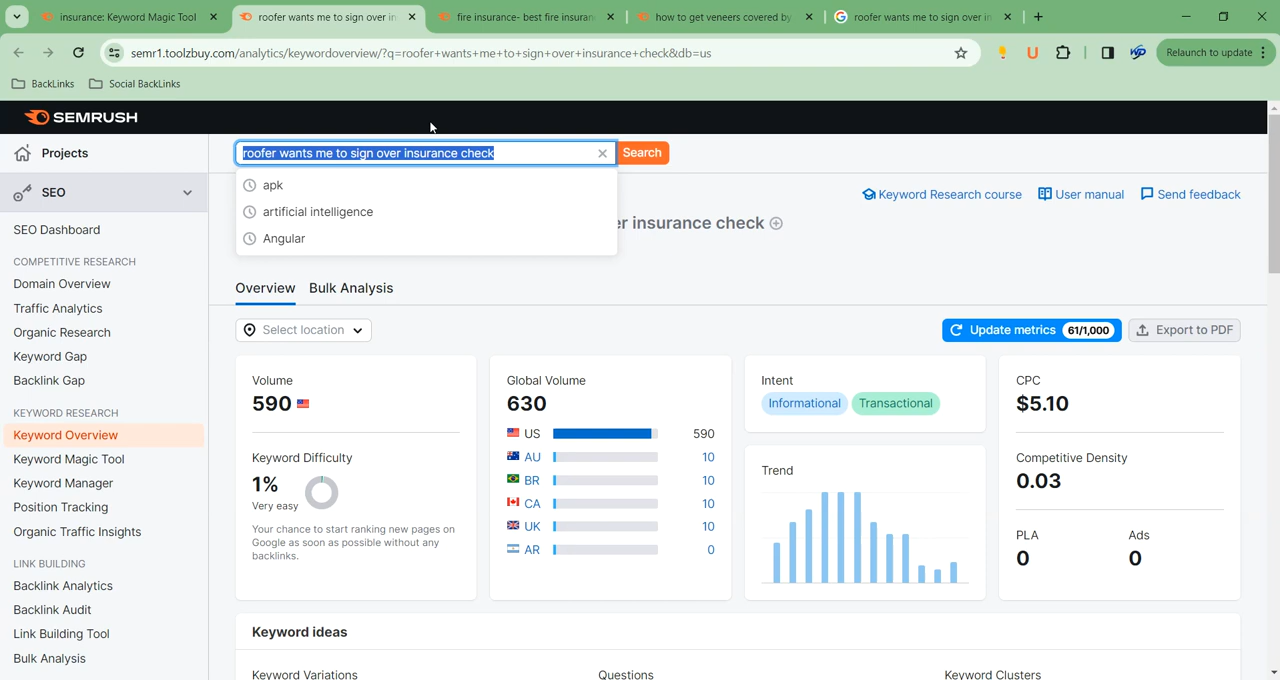 insurance: Keyword Magic Tool
roofer wants me to sign over in
fire insurance- best fire insuran
how to get veneers covered by
roofer wants me to sign over in
semr1.toolzbuy.com/analytics/keywordoverview/?q=roofer+wants+me+to+sign+over+insurance+check&db=us
Relaunch to update
BackLinks
Social BackLinks
SEMRUSH
Projects
roofer wants me to sign over insurance check
Search
apk
artificial intelligence
Angular
SEO
Keyword Research course
User manual
Send feedback
er insurance check
SEO Dashboard
COMPETITIVE RESEARCH
Domain Overview
Traffic Analytics
Organic Research
Keyword Gap
Backlink Gap
KEYWORD RESEARCH
Keyword Overview
Keyword Magic Tool
Keyword Manager
Position Tracking
Organic Traffic Insights
LINK BUILDING
Backlink Analytics
Backlink Audit
Link Building Tool
Bulk Analysis
Overview
Bulk Analysis
Select location
Update metrics 61/1,000
Export to PDF
Volume
590
Keyword Difficulty
1%
Very easy
Your chance to start ranking new pages on
Google as soon as possible without any
backlinks.
Global Volume
630
US 590
AU 10
BR 10
CA 10
UK 10
AR 0
Intent
Informational Transactional
Trend
CPC
$5.10
Competitive Density
0.03
PLA Ads
0 0
Keyword ideas
Keyword Variations
Questions
Keyword Clusters